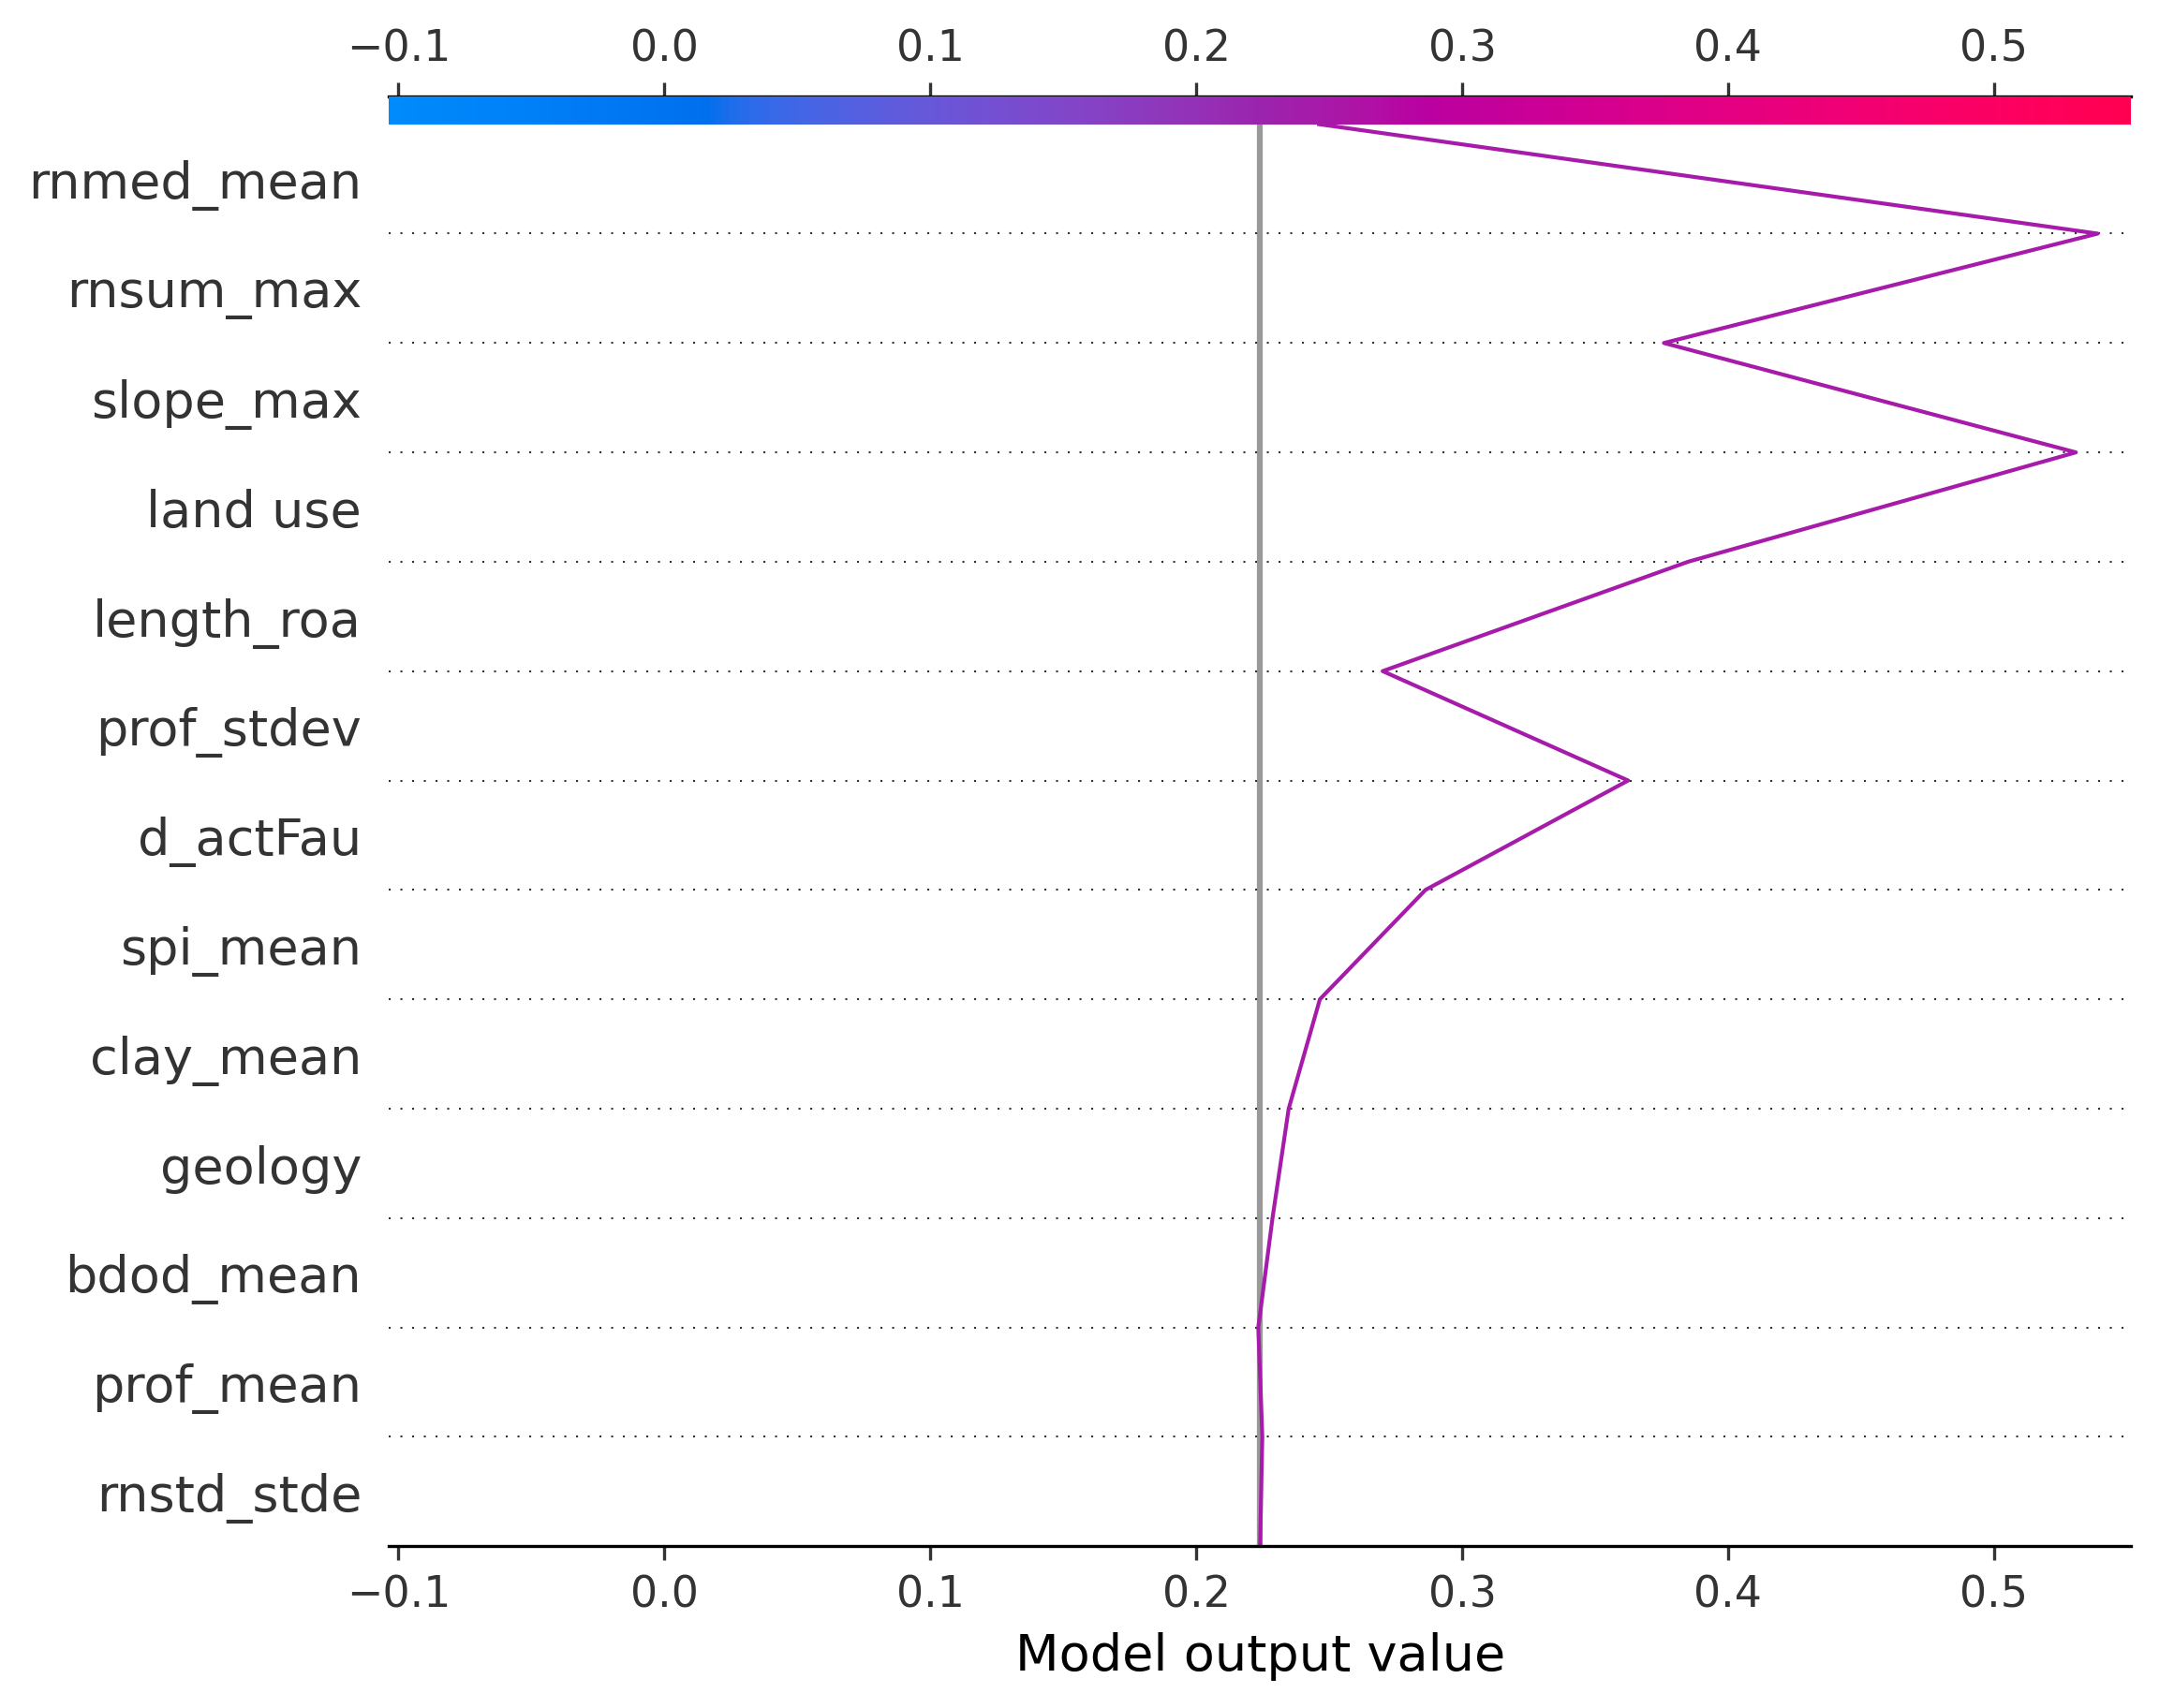 −0.1 0.0 0.1 0.2 0.3 0.4 0.5
rnmed_mean
rnsum_max
slope_max
land use
length_roa
prof_stdev
d_actFau
spi_mean
clay_mean
geology
bdod_mean
prof_mean
rnstd_stde
−0.1 0.0 0.1 0.2 0.3 0.4 0.5
Model output value